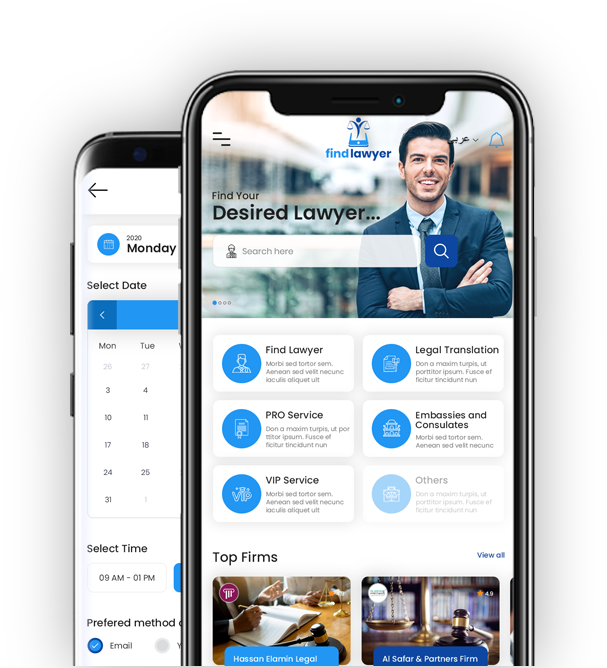 findlawyer
عربي
Find Your
Desired Lawyer...
Search here
Find Lawyer
Morbi sed tortor sem.
Aenean sed velit necunc
iaculis aliquet ult
Legal Translation
Don a maxim turpis, ut
porttitor ipsum. Fusce ef
ficitur tincidunt nun
PRO Service
Don a maxim turpis, ut por
ttitor ipsum. Fusce ef
ficitur tincidunt nun
Embassies and
Consulates
Morbi sed tortor sem.
Aenean sed velit necunc
VIP Service
Morbi sed tortor sem.
Aenean sed velit necunc
iaculis aliquet ult
Others
Don a maxim turpis, ut
porttitor ipsum. Fusce ef
ficitur tincidunt nun
Top Firms
View all
4.9
Hassan Elamin Legal
Al Safar & Partners Firm
2020
Monday
Select Date
Mon Tue
26 27
3 4
10 11
17 18
24 25
31 1
Select Time
09 AM - 01 PM
Prefered method
Email